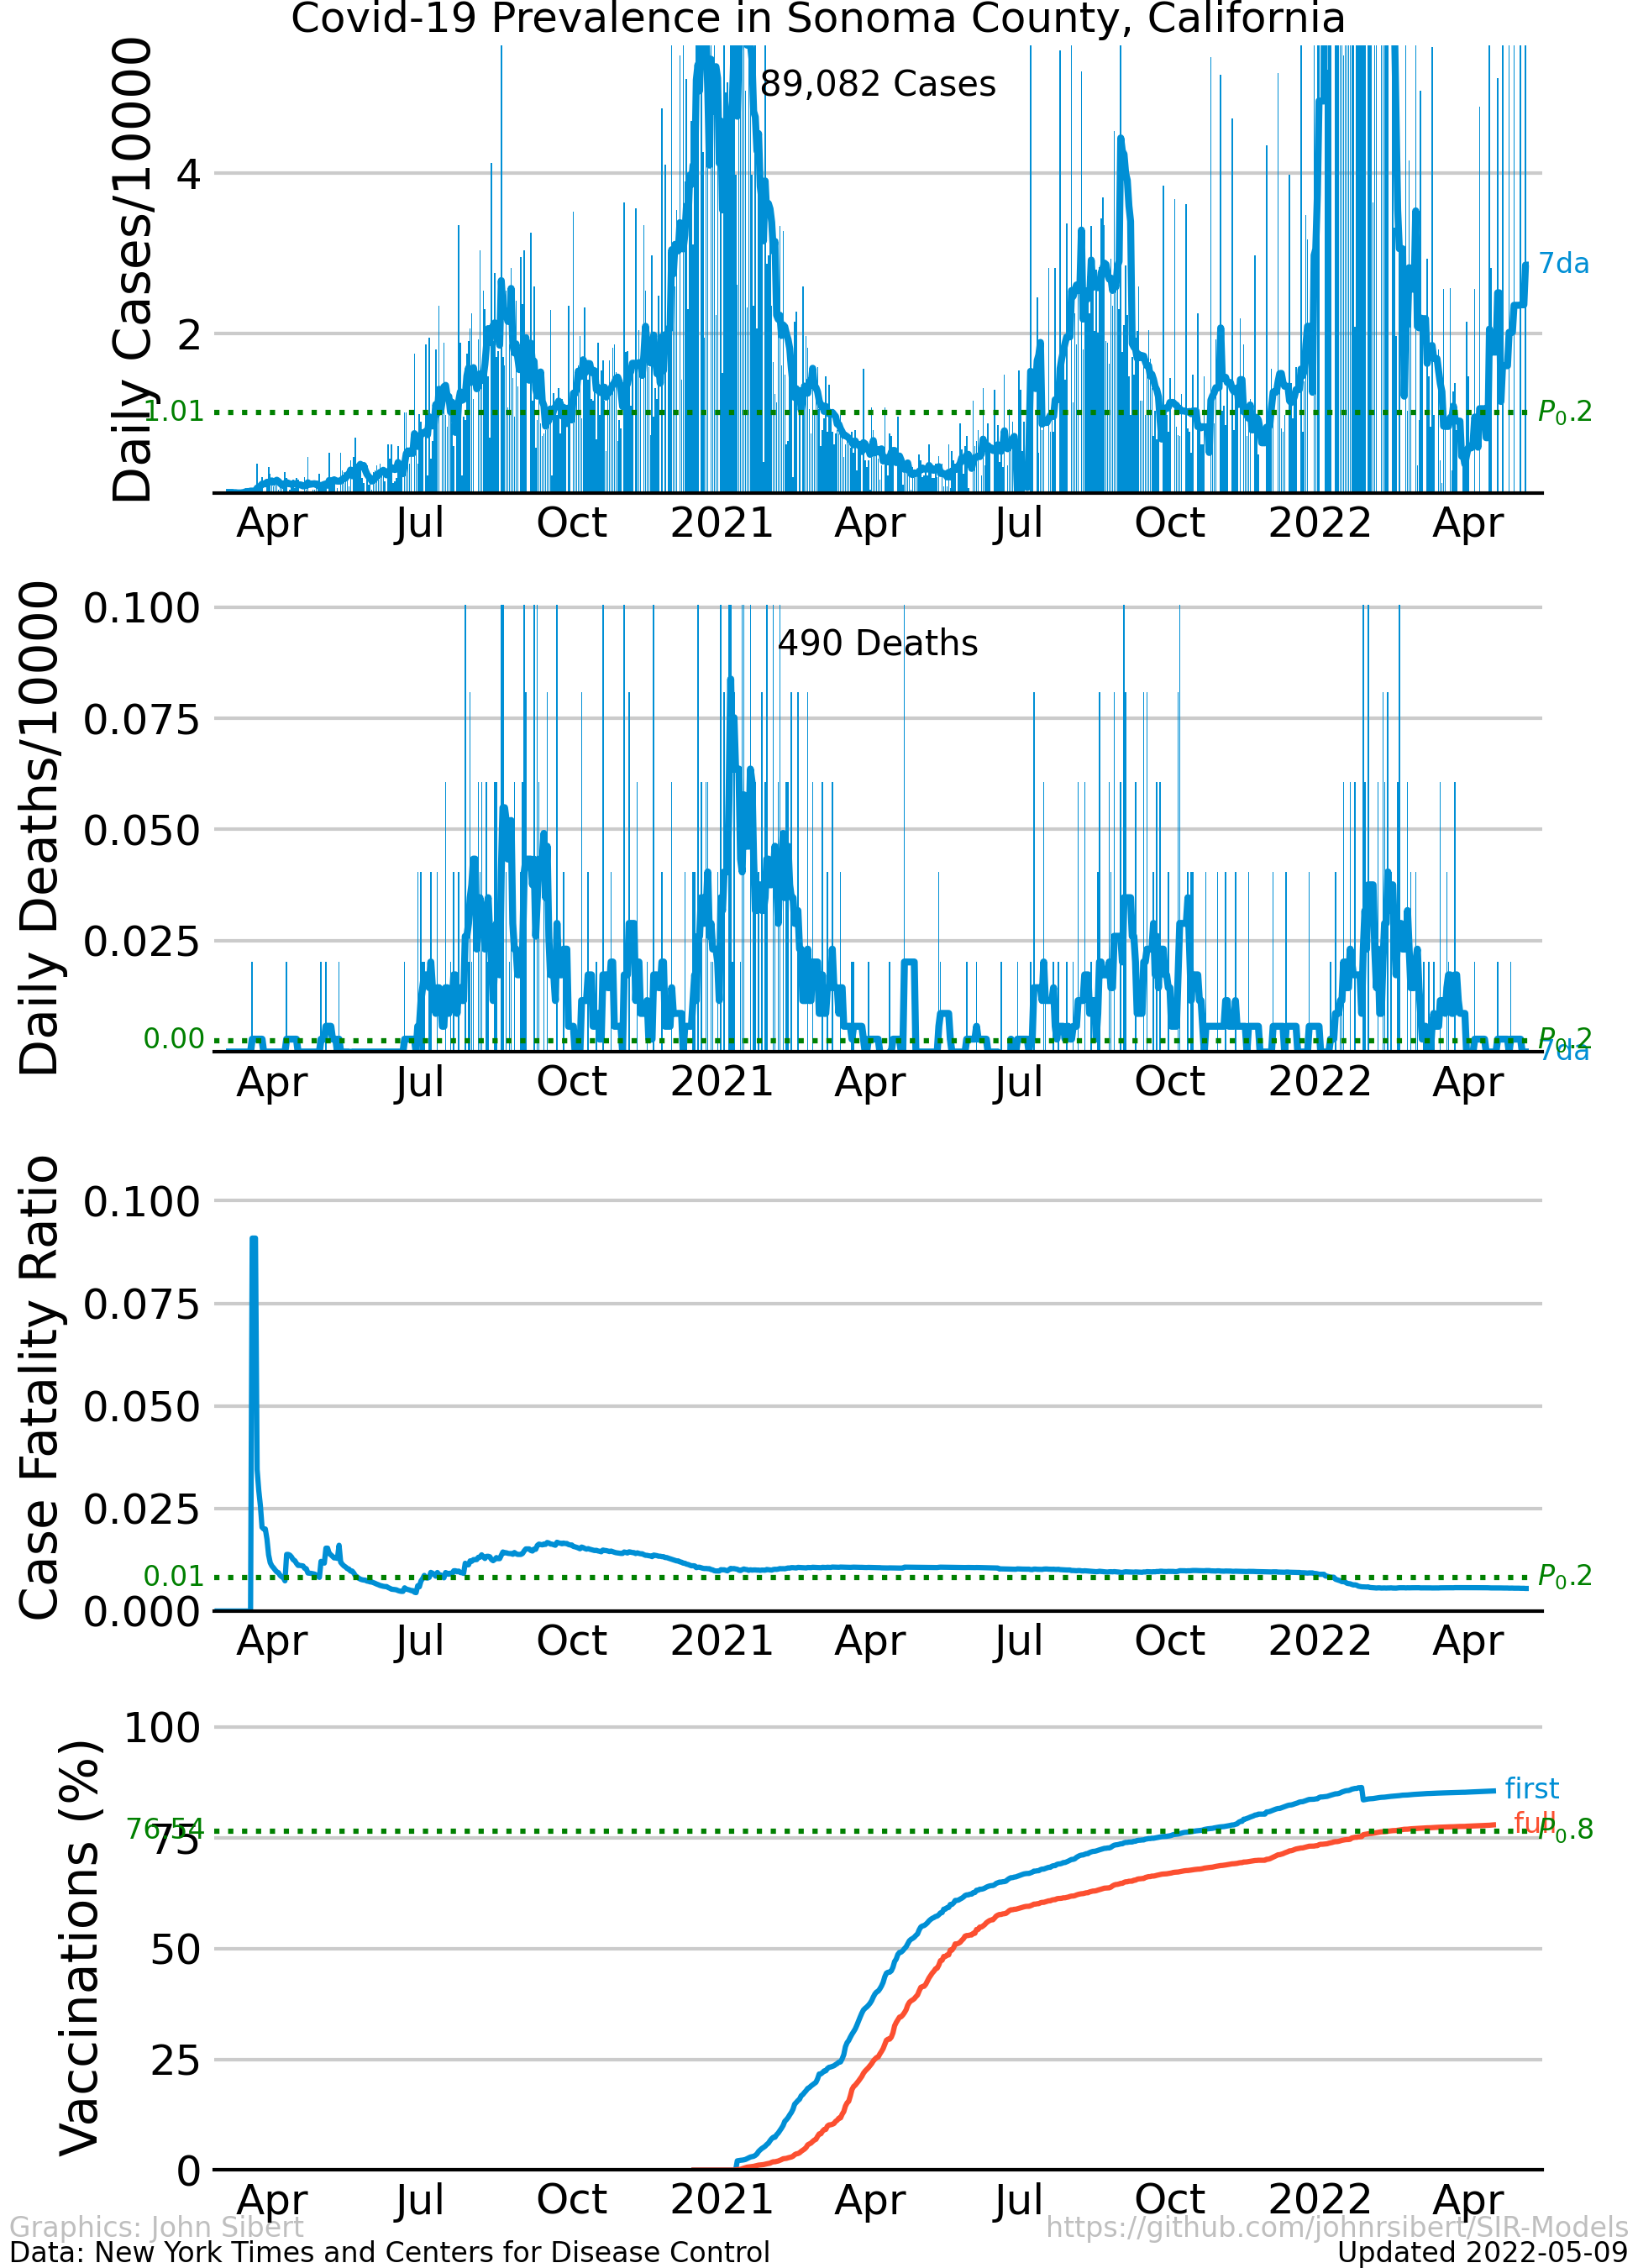 Covid-19 Prevalence in Sonoma County, California
Daily Cases/10000
89,082 Cases
4
2
1.01
7da
P0.2
Apr Jul Oct 2021 Apr Jul Oct 2022 Apr
Daily Deaths/10000
490 Deaths
0.100
0.075
0.050
0.025
0.00
P0.2
7da
Apr Jul Oct 2021 Apr Jul Oct 2022 Apr
Case Fatality Ratio
0.100
0.075
0.050
0.025
0.01
0.000
P0.2
Apr Jul Oct 2021 Apr Jul Oct 2022 Apr
Vaccinations (%)
100
76.54
75
50
25
0
first
full
P0.8
Apr Jul Oct 2021 Apr Jul Oct 2022 Apr
Graphics: John Sibert
https://github.com/johnrsibert/SIR-Models
Data: New York Times and Centers for Disease Control
Updated 2022-05-09